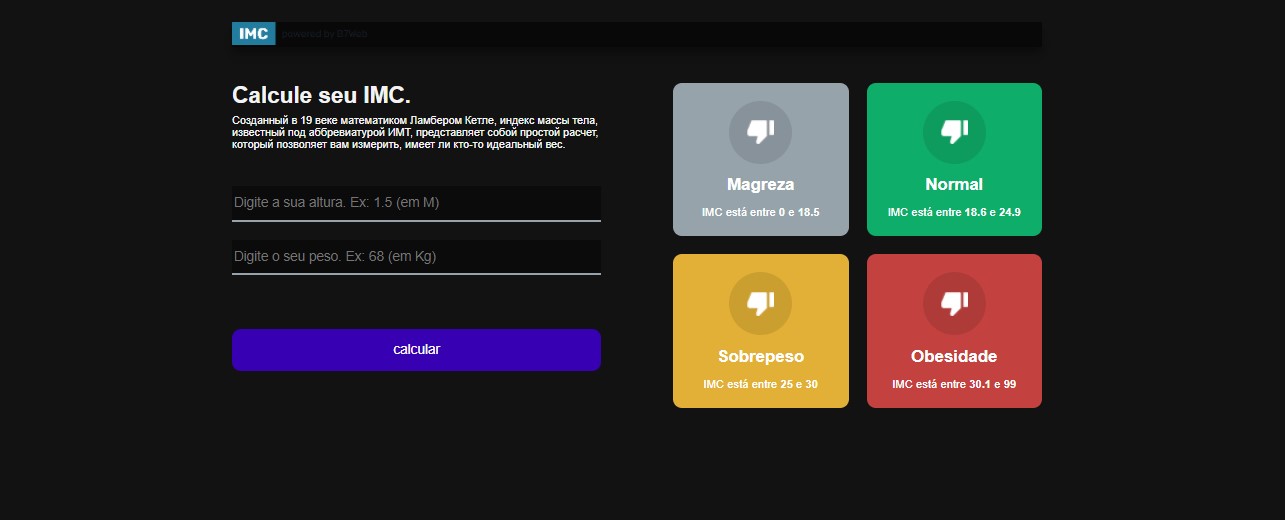 IMC
powered by B7Web
Calcule seu IMC.
Созданный в 19 веке математиком Ламбером Кетле, индекс массы тела,
известный под аббревиатурой ИМТ, представляет собой простой расчет,
который позволяет вам измерить, имеет ли кто-то идеальный вес.
Digite a sua altura. Ex: 1.5 (em M)
Digite o seu peso. Ex: 68 (em Kg)
calcular
Magreza
IMC está entre 0 e 18.5
Normal
IMC está entre 18.6 e 24.9
Sobrepeso
IMC está entre 25 e 30
Obesidade
IMC está entre 30.1 e 99